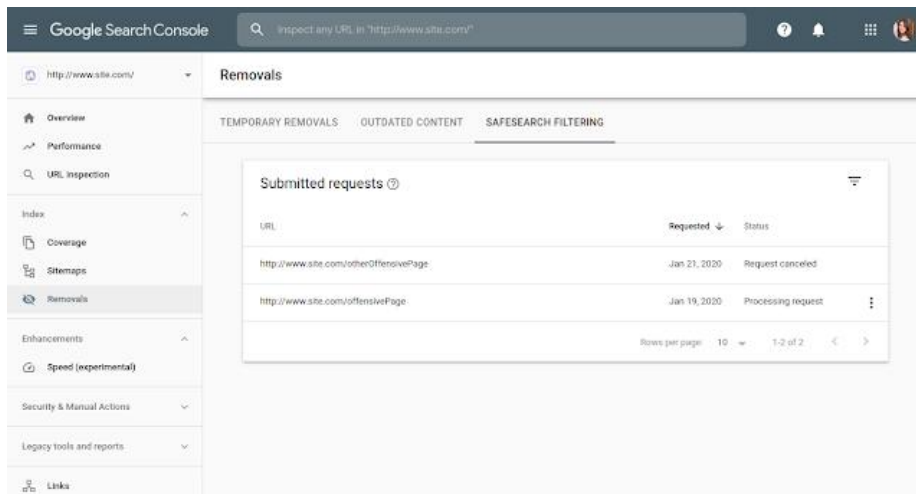 Google Search Console
Inspect any URL in "http://www.site.com/"
http://www.site.com/
Removals
Overview
Performance
URL inspection
Index
Coverage
Sitemaps
Removals
Enhancements
Speed (experimental)
Security & Manual Actions
Legacy tools and reports
Links
TEMPORARY REMOVALS OUTDATED CONTENT SAFESEARCH FILTERING
Submitted requests
URL Requested Status
http://www.site.com/otherOffensivePage Jan 21, 2020 Request canceled
http://www.site.com/offensivePage Jan 19, 2020 Processing request
Rows per page: 10 1-2 of 2